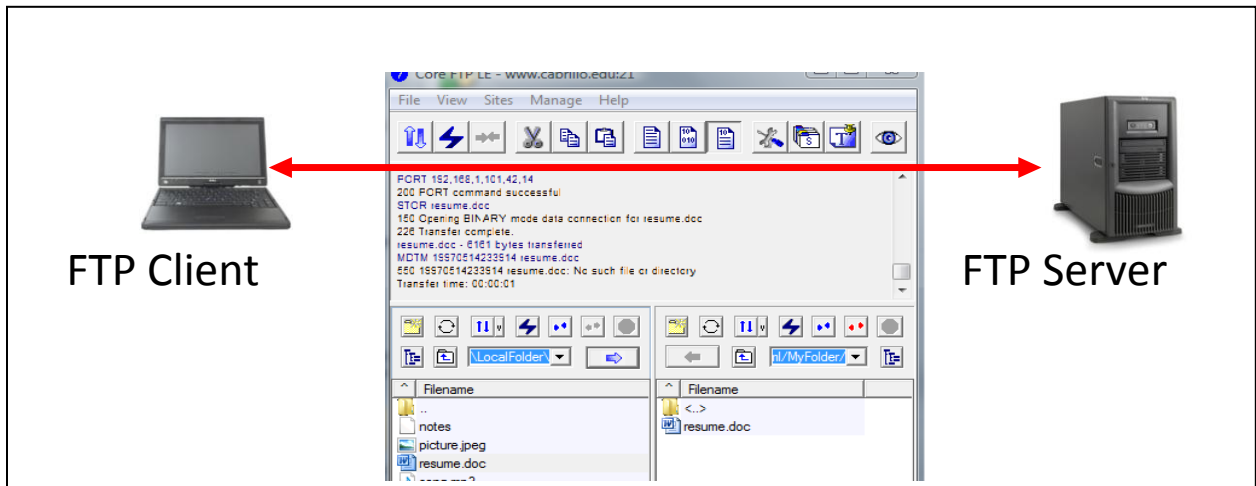 Core FTP LE - www.cabrillo.edu:21
File View Sites Manage Help
PORT 192,168,1,101,42,14
200 PORT command successful
STOR resume.doc
150 Opening BINARY mode data connection for resume.doc
226 Transfer complete.
resume.doc - 6161 bytes transferred
MDTM 19970514233914 resume.doc
550 19970514233914 resume.doc: No such file or directory
Transfer time: 00:00:01
FTP Client
FTP Server
\LocalFolder\
nl/MyFolder/
^ Filename
..
notes
picture.jpeg
resume.doc
song.mp3
^ Filename
<..>
resume.doc